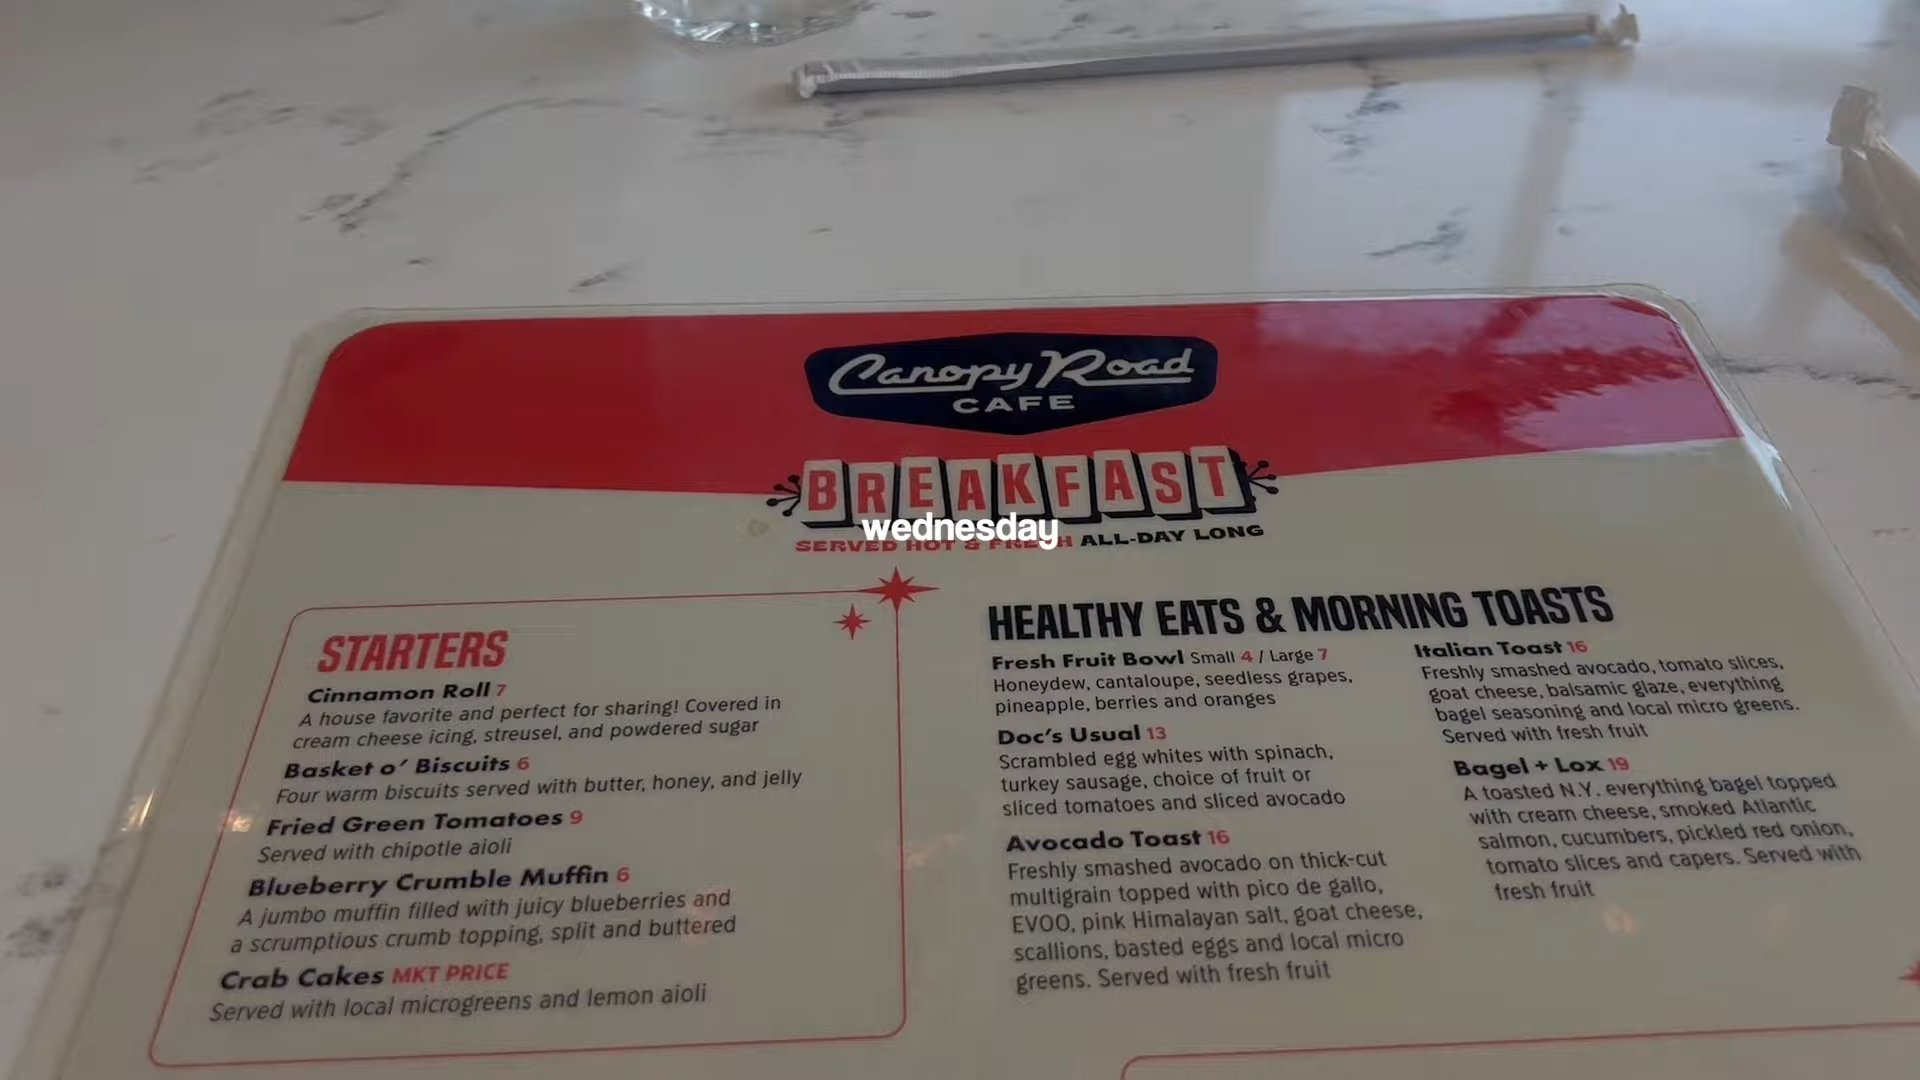 Canopy Road
CAFE
BREAKFAST
wednesday
SERVED HOT & FRESH ALL-DAY LONG
STARTERS
Cinnamon Roll 7
A house favorite and perfect for sharing! Covered in
cream cheese icing, streusel, and powdered sugar
Basket o' Biscuits 6
Four warm biscuits served with butter, honey, and jelly
Fried Green Tomatoes 9
Served with chipotle aioli
Blueberry Crumble Muffin 6
A jumbo muffin filled with juicy blueberries and
a scrumptious crumb topping, split and buttered
Crab Cakes MKT PRICE
Served with local microgreens and lemon aioli
HEALTHY EATS & MORNING TOASTS
Fresh Fruit Bowl Small 4 / Large 7
Honeydew, cantaloupe, seedless grapes,
pineapple, berries and oranges
Doc's Usual 13
Scrambled egg whites with spinach,
turkey sausage, choice of fruit or
sliced tomatoes and sliced avocado
Avocado Toast 16
Freshly smashed avocado on thick-cut
multigrain topped with pico de gallo,
EVOO, pink Himalayan salt, goat cheese,
scallions, basted eggs and local micro
greens. Served with fresh fruit
Italian Toast 16
Freshly smashed avocado, tomato slices,
goat cheese, balsamic glaze, everything
bagel seasoning and local micro greens.
Served with fresh fruit
Bagel + Lox 19
A toasted N.Y. everything bagel topped
with cream cheese, smoked Atlantic
salmon, cucumbers, pickled red onion,
tomato slices and capers. Served with
fresh fruit